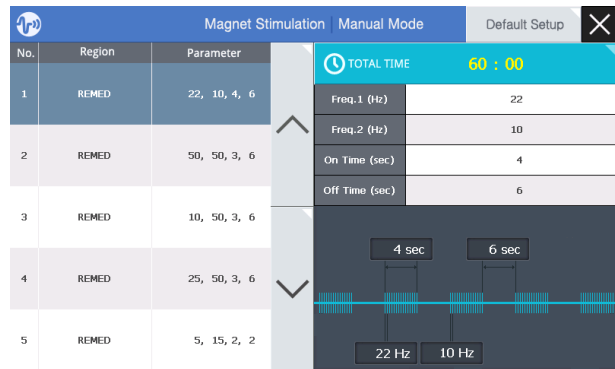 Magnet Stimulation | Manual Mode
Default Setup
No. Region Parameter
1 REMED 22, 10, 4, 6
2 REMED 50, 50, 3, 6
3 REMED 10, 50, 3, 6
4 REMED 25, 50, 3, 6
5 REMED 5, 15, 2, 2
TOTAL TIME 60 : 00
Freq.1 (Hz) 22
Freq.2 (Hz) 10
On Time (sec) 4
Off Time (sec) 6
4 sec 6 sec
22 Hz 10 Hz